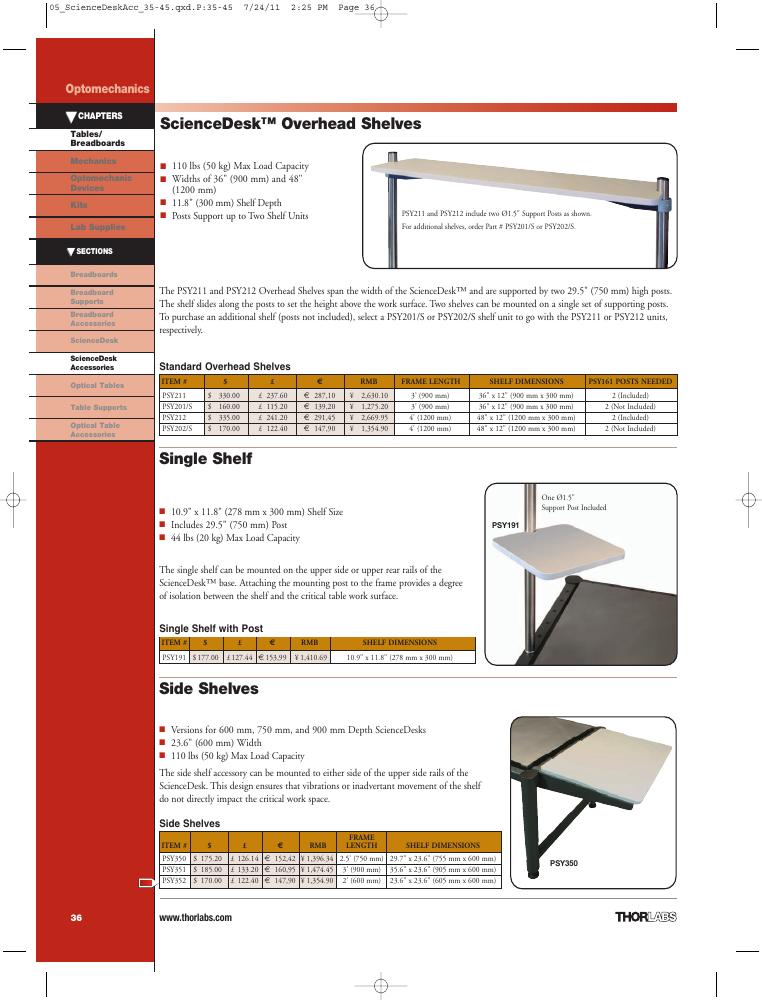 05_ScienceDeskAcc_35-45.qxd.P:35-45 7/24/11 2:25 PM Page 36
Optomechanics
CHAPTERS
Tables/
Breadboards
Mechanics
Optomechanic
Devices
Kits
Lab Supplies
SECTIONS
Breadboards
Breadboard
Supports
Breadboard
Accessories
ScienceDesk
ScienceDesk
Accessories
Optical Tables
Table Supports
Optical Table
Accessories
ScienceDesk™ Overhead Shelves
110 lbs (50 kg) Max Load Capacity
Widths of 36" (900 mm) and 48"
(1200 mm)
11.8" (300 mm) Shelf Depth
Posts Support up to Two Shelf Units
PSY211 and PSY212 include two Ø1.5" Support Posts as shown.
For additional shelves, order Part # PSY201/S or PSY202/S.
The PSY211 and PSY212 Overhead Shelves span the width of the ScienceDesk™ and are supported by two 29.5" (750 mm) high posts.
The shelf slides along the posts to set the height above the work surface. Two shelves can be mounted on a single set of supporting posts.
To purchase an additional shelf (posts not included), select a PSY201/S or PSY202/S shelf unit to go with the PSY211 or PSY212 units,
respectively.
Standard Overhead Shelves
ITEM # $ £ € RMB FRAME LENGTH SHELF DIMENSIONS PSY161 POSTS NEEDED
PSY211 $ 330.00 £ 237.60 € 287,10 ¥ 2,630.10 3' (900 mm) 36" x 12" (900 mm x 300 mm) 2 (Included)
PSY201/S $ 160.00 £ 115.20 € 139,20 ¥ 1,275.20 3' (900 mm) 36" x 12" (900 mm x 300 mm) 2 (Not Included)
PSY212 $ 335.00 £ 241.20 € 291,45 ¥ 2,669.95 4' (1200 mm) 48" x 12" (1200 mm x 300 mm) 2 (Included)
PSY202/S $ 170.00 £ 122.40 € 147,90 ¥ 1,354.90 4' (1200 mm) 48" x 12" (1200 mm x 300 mm) 2 (Not Included)
Single Shelf
10.9" x 11.8" (278 mm x 300 mm) Shelf Size
Includes 29.5" (750 mm) Post
44 lbs (20 kg) Max Load Capacity
One Ø1.5"
Support Post Included
PSY191
The single shelf can be mounted on the upper side or upper rear rails of the
ScienceDesk™ base. Attaching the mounting post to the frame provides a degree
of isolation between the shelf and the critical table work surface.
Single Shelf with Post
ITEM # $ £ € RMB SHELF DIMENSIONS
PSY191 $ 177.00 £ 127.44 € 153,99 ¥ 1,410.69 10.9" x 11.8" (278 mm x 300 mm)
Side Shelves
Versions for 600 mm, 750 mm, and 900 mm Depth ScienceDesks
23.6" (600 mm) Width
110 lbs (50 kg) Max Load Capacity
The side shelf accessory can be mounted to either side of the upper side rails of the
ScienceDesk. This design ensures that vibrations or inadvertant movement of the shelf
do not directly impact the critical work space.
PSY350
Side Shelves
ITEM # $ £ € RMB FRAME LENGTH SHELF DIMENSIONS
PSY350 $ 175.20 £ 126.14 € 152,42 ¥ 1,396.34 2.5' (750 mm) 29.7" x 23.6" (755 mm x 600 mm)
PSY351 $ 185.00 £ 133.20 € 160,95 ¥ 1,474.45 3' (900 mm) 35.6" x 23.6" (905 mm x 600 mm)
PSY352 $ 170.00 £ 122.40 € 147,90 ¥ 1,354.90 2' (600 mm) 23.6" x 23.6" (605 mm x 600 mm)
36
www.thorlabs.com
THORLABS